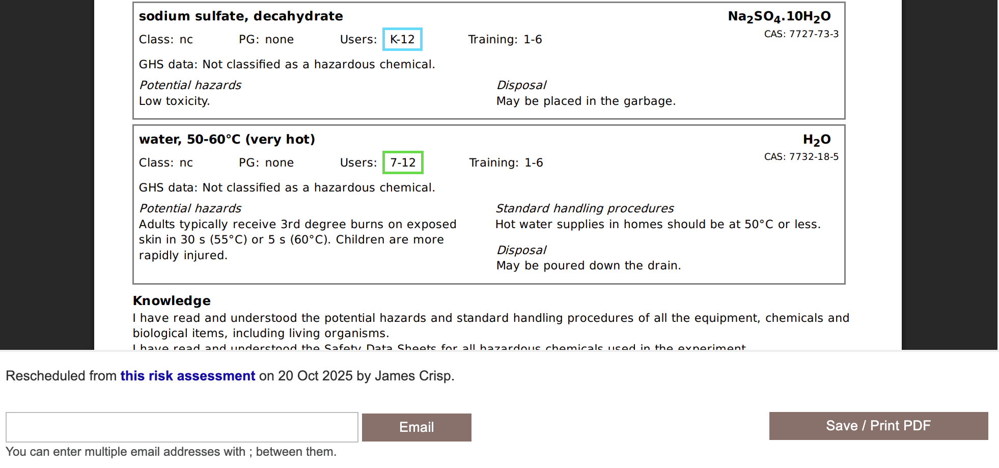 sodium sulfate, decahydrate Na₂SO₄.10H₂O
Class: nc PG: none Users: K-12 Training: 1-6 CAS: 7727-73-3
GHS data: Not classified as a hazardous chemical.
Potential hazards
Low toxicity.
Disposal
May be placed in the garbage.
water, 50-60°C (very hot) H₂O
Class: nc PG: none Users: 7-12 Training: 1-6 CAS: 7732-18-5
GHS data: Not classified as a hazardous chemical.
Potential hazards
Adults typically receive 3rd degree burns on exposed
skin in 30 s (55°C) or 5 s (60°C). Children are more
rapidly injured.
Standard handling procedures
Hot water supplies in homes should be at 50°C or less.
Disposal
May be poured down the drain.
Knowledge
I have read and understood the potential hazards and standard handling procedures of all the equipment, chemicals and
biological items, including living organisms.
I have read and understood the Safety Data Sheets for all hazardous chemicals used in the experiment.
Rescheduled from this risk assessment on 20 Oct 2025 by James Crisp.
Email
Save / Print PDF
You can enter multiple email addresses with ; between them.